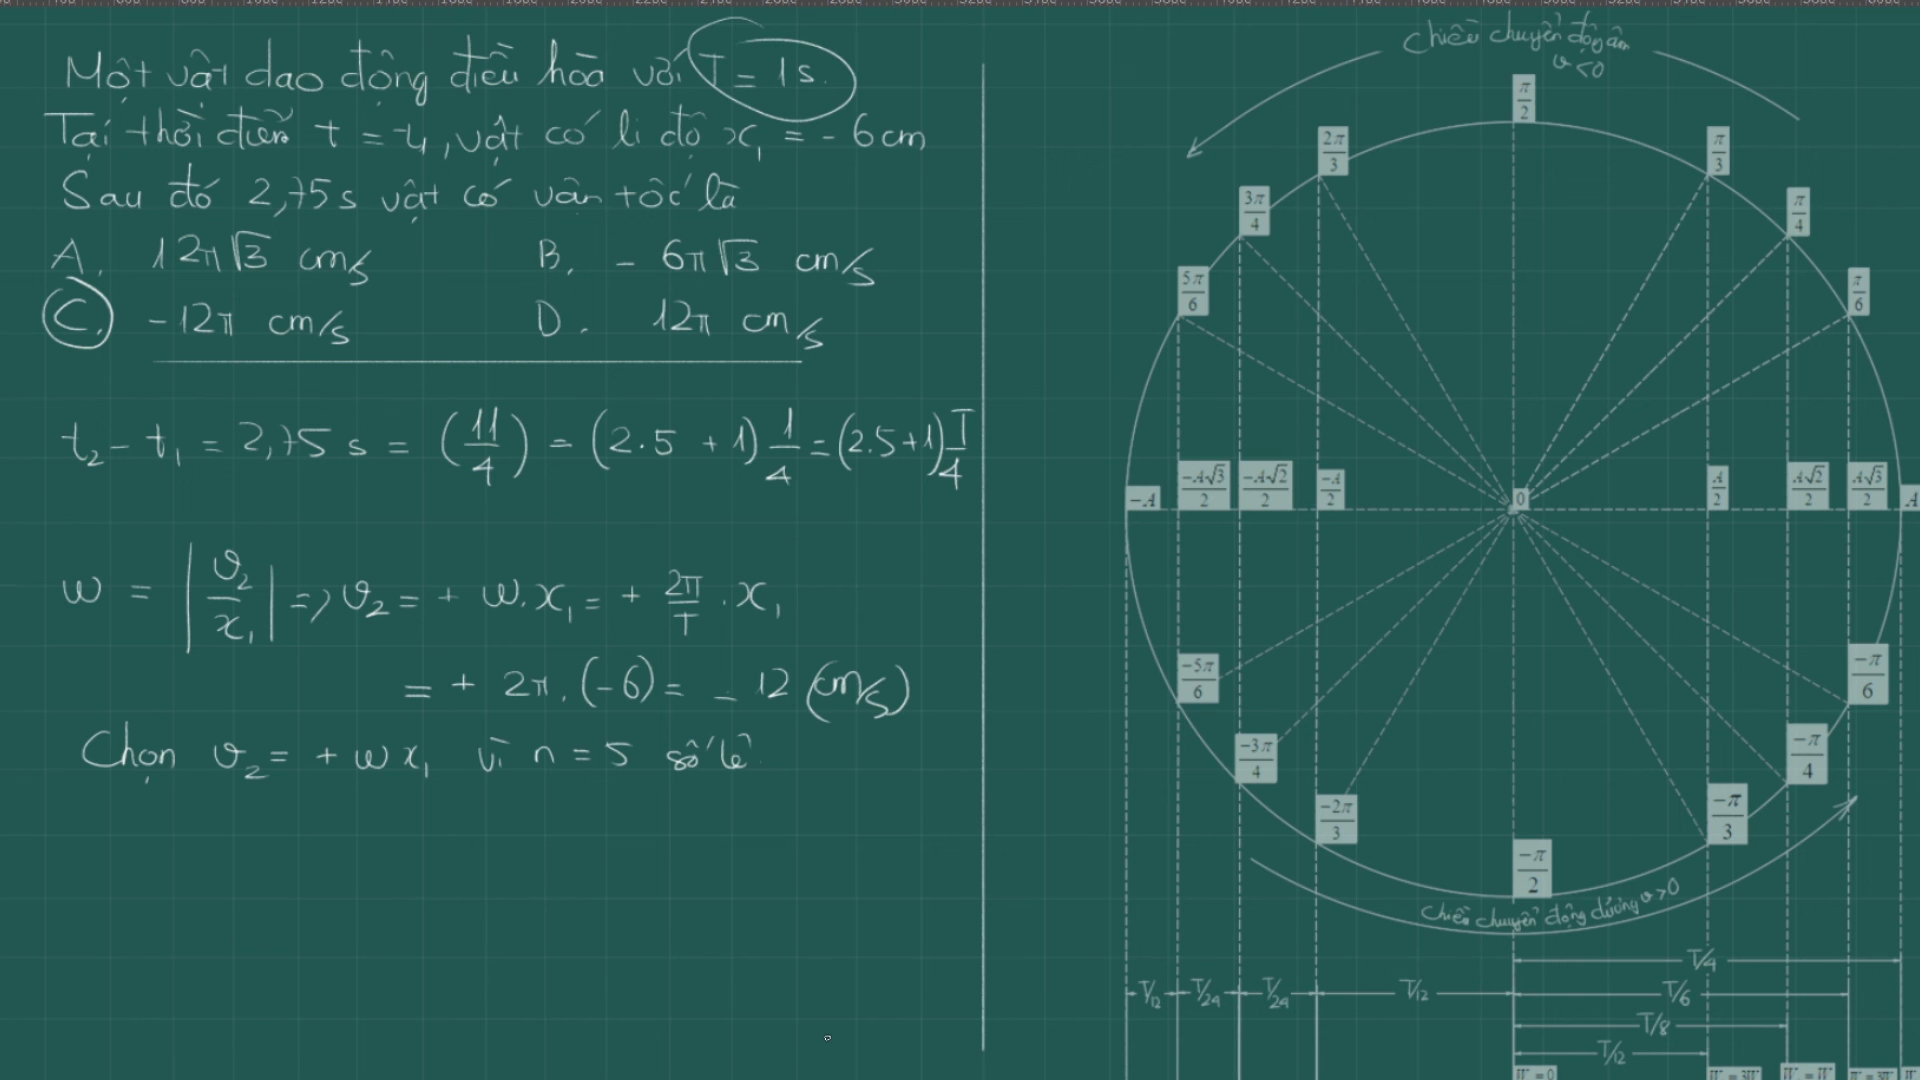 Một vật dao động điều hòa với T = 1s.
Tại thời điểm t = t1, vật có li độ x1 = -6cm
Sau đó 2,75s vật có vận tốc là
A. 12π√3 cm/s B. - 6π√3 cm/s
C. -12π cm/s D. 12π cm/s
t2 - t1 = 2,75 s = (11/4) = (2.5 + 1) 1/4 = (2.5+1) T/4
ω = |v2/x1| => v2 = + ω.x1 = + 2π/T . x1
= + 2π.(-6) = - 12 (cm/s)
Chọn v2 = + ωx1 vì n = 5 số lẻ.
Chiều chuyển động âm
v<0
π/2
2π/3 π/3
3π/4 π/4
5π/6 π/6
-A -A√3/2 -A√2/2 -A/2 0 A/2 A√2/2 A√3/2 A
-5π/6 -π/6
-3π/4 -π/4
-2π/3 -π/3
-π/2
Chiều chuyển động dương v>0
T/4
T/12 T/24 T/24 T/12 T/6
T/8
T/12